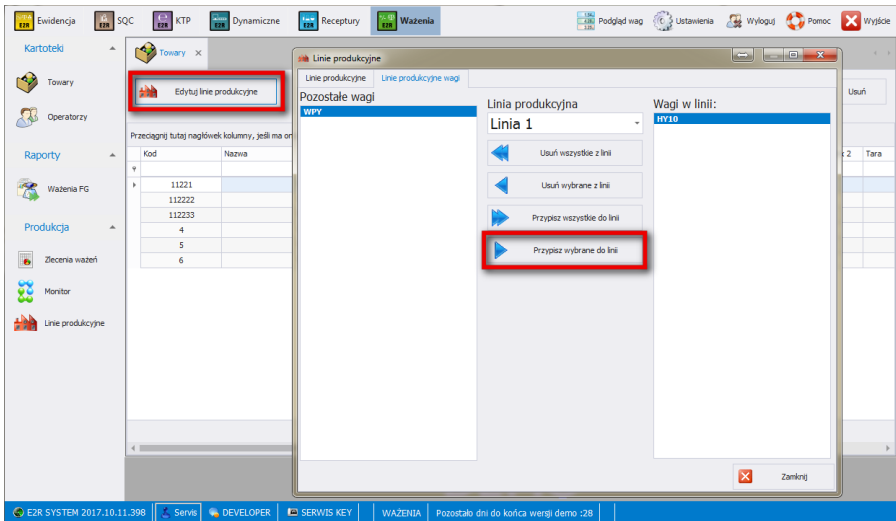 Ewidencja SQC KTP Dynamiczne Receptury Ważenia Podgląd wag Ustawienia Wyloguj Pomoc Wyjście
Kartoteki
Towary
Operatorzy
Raporty
Ważenia FG
Produkcja
Zlecenia ważeń
Monitor
Linie produkcyjne
Towary
Edytuj linie produkcyjne
Usuń
Przeciągnij tutaj nagłówek kolumny, jeśli ma on
Kod Nazwa 2 Tara
11221
112222
112233
4
5
6
Linie produkcyjne
Linie produkcyjne Linie produkcyjne wagi
Pozostałe wagi
WPY
Linia produkcyjna
Linia 1
Usuń wszystkie z linii
Usuń wybrane z linii
Przypisz wszystkie do linii
Przypisz wybrane do linii
Wagi w linii:
HY10
Zamknij
E2R SYSTEM 2017.10.11.398 Servis DEVELOPER SERWIS KEY WAŻENIA Pozostało dni do końca wersji demo :28